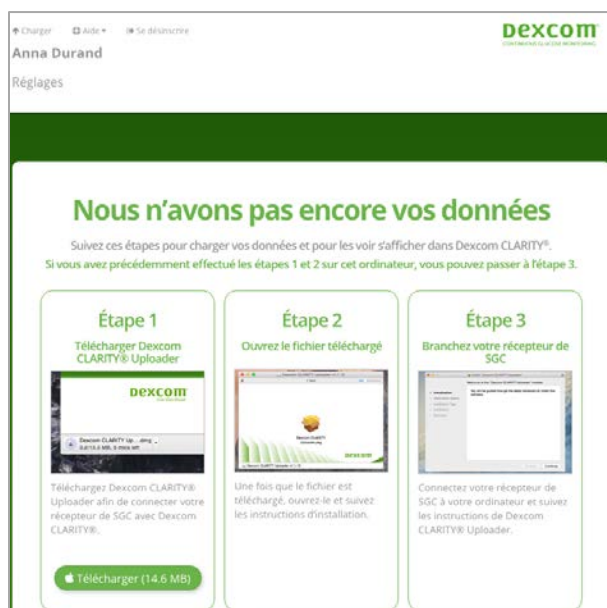 Charger Aide Se désinscrire
Dexcom
CONTINUOUS GLUCOSE MONITORING
Anna Durand
Réglages
Nous n'avons pas encore vos données
Suivez ces étapes pour charger vos données et pour les voir s'afficher dans Dexcom CLARITY®.
Si vous avez précédemment effectué les étapes 1 et 2 sur cet ordinateur, vous pouvez passer à l'étape 3.
Étape 1
Télécharger Dexcom
CLARITY® Uploader
Dexcom
Dexcom CLARITY Up....dmg
Téléchargez Dexcom CLARITY®
Uploader afin de connecter votre
récepteur de SGC avec Dexcom
CLARITY®.
Télécharger (14.6 MB)
Étape 2
Ouvrez le fichier téléchargé
Dexcom CLARITY
Dexcom
Une fois que le fichier est
téléchargé, ouvrez-le et suivez
les instructions d'installation.
Étape 3
Branchez votre récepteur de
SGC
Continue
Connectez votre récepteur de
SGC à votre ordinateur et suivez
les instructions de Dexcom
CLARITY® Uploader.